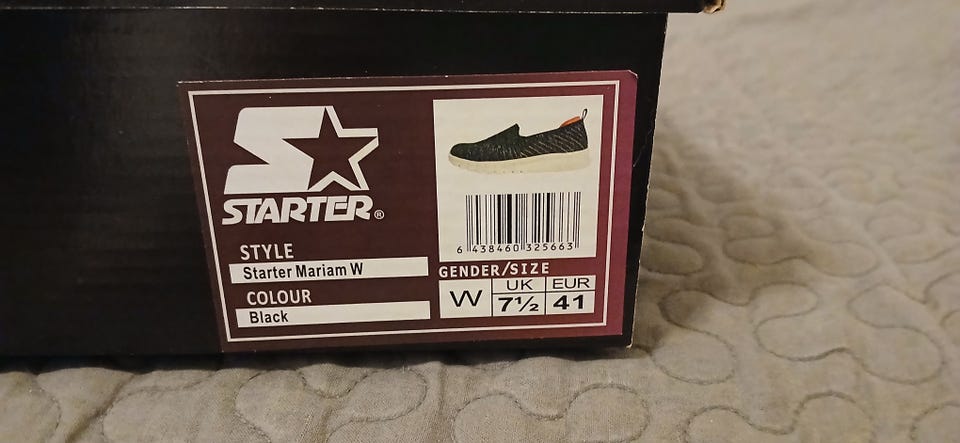 STARTER®
STYLE
Starter Mariam W
COLOUR
Black
6 438460 325663
GENDER/SIZE
W
UK EUR
7½ 41